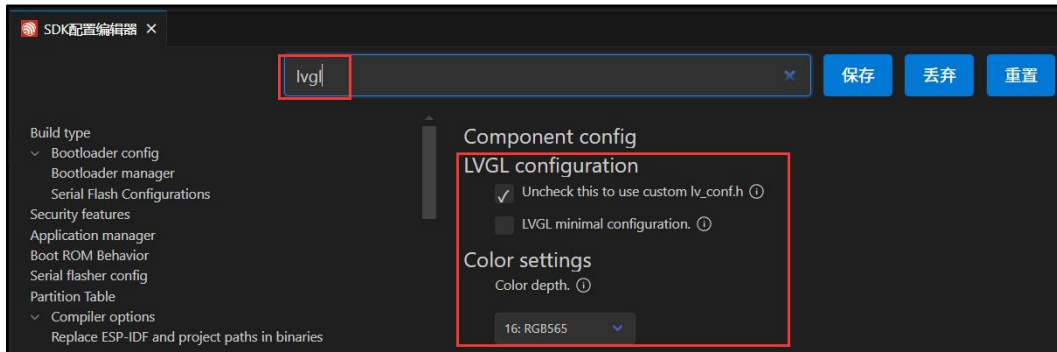 SDK配置编辑器
lvgl
保存
丢弃
重置
Build type
Bootloader config
Bootloader manager
Serial Flash Configurations
Security features
Application manager
Boot ROM Behavior
Serial flasher config
Partition Table
Compiler options
Replace ESP-IDF and project paths in binaries
Component config
LVGL configuration
Uncheck this to use custom lv_conf.h
LVGL minimal configuration.
Color settings
Color depth.
16: RGB565